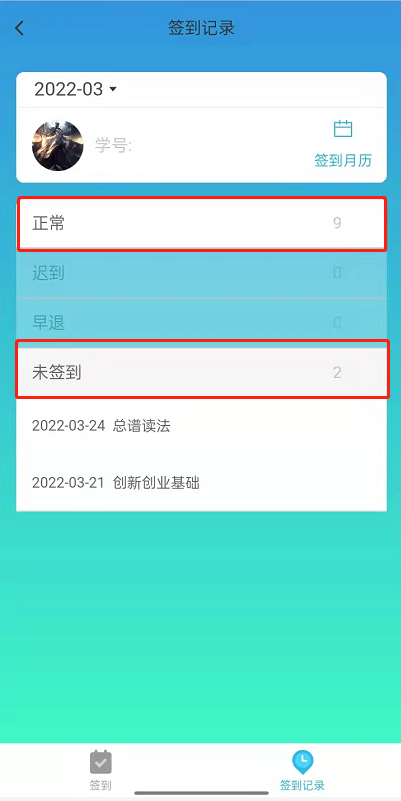 签到记录
2022-03
学号:
签到月历
正常 9
迟到 0
早退 0
未签到 2
2022-03-24 总谱读法
2022-03-21 创新创业基础
签到 签到记录